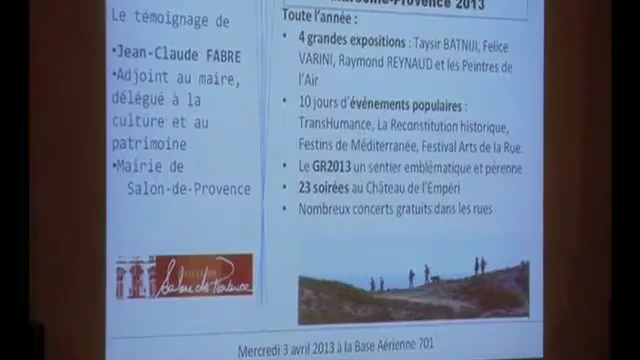 Marseille-Provence 2013
Le témoignage de
•Jean-Claude FABRE
•Adjoint au maire,
délégué à la
culture et au
patrimoine
•Mairie de
Salon-de-Provence
Toute l'année :
• 4 grandes expositions : Taysir BATNIJI, Felice
VARINI, Raymond REYNAUD et les Peintres de
l'Air
• 10 jours d'événements populaires :
TransHumance, La Reconstitution historique,
Festins de Méditerranée, Festival Arts de la Rue.
• Le GR2013 un sentier emblématique et pérenne
• 23 soirées au Château de l'Empéri
• Nombreux concerts gratuits dans les rues
Salon de Provence
Mercredi 3 avril 2013 à la Base Aérienne 701